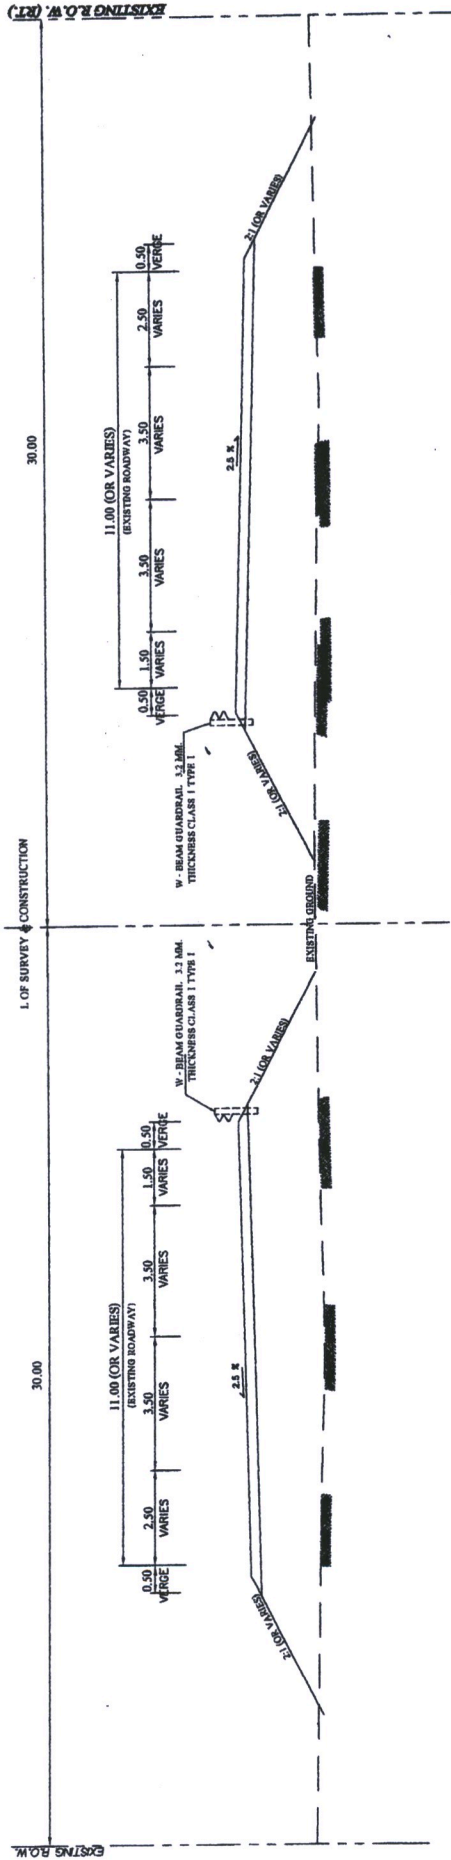 EXISTING R.O.W.
EXISTING R.O.W. (RT.)
30.00
L OF SURVEY & CONSTRUCTION
30.00
11.00 (OR VARIES)
(EXISTING ROADWAY)
0.50
VERGE
2.50
VARIES
3.50
VARIES
3.50
VARIES
1.50
VARIES
0.50
VERGE
W - BEAM GUARDRAIL 3.2 MM.
THICKNESS CLASS 1 TYPE 1
W - BEAM GUARDRAIL 3.2 MM.
THICKNESS CLASS 1 TYPE 1
11.00 (OR VARIES)
(EXISTING ROADWAY)
0.50
VERGE
1.50
VARIES
3.50
VARIES
3.50
VARIES
2.50
VARIES
0.50
VERGE
2:1 (OR VARIES)
2.5 %
2:1 (OR VARIES)
EXISTING GROUND
2:1 (OR VARIES)
2.5 %
2:1 (OR VARIES)